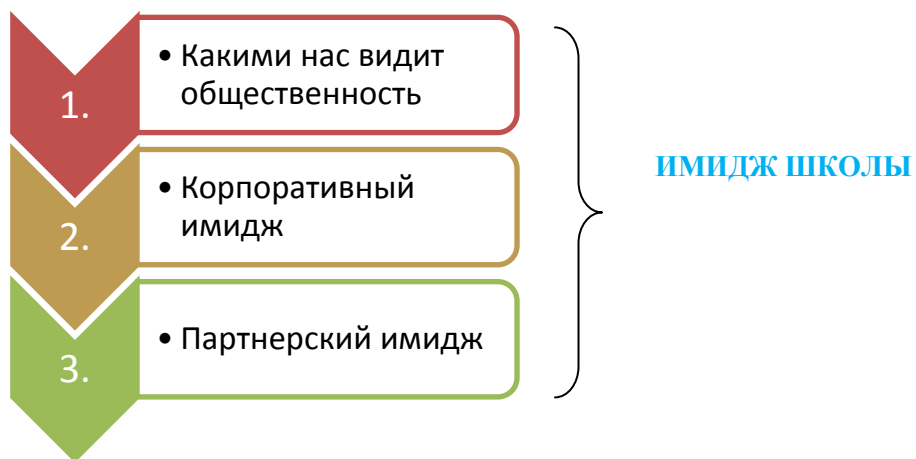 1.
• Какими нас видит
общественность
2.
• Корпоративный
имидж
3.
• Партнерский имидж
ИМИДЖ ШКОЛЫ